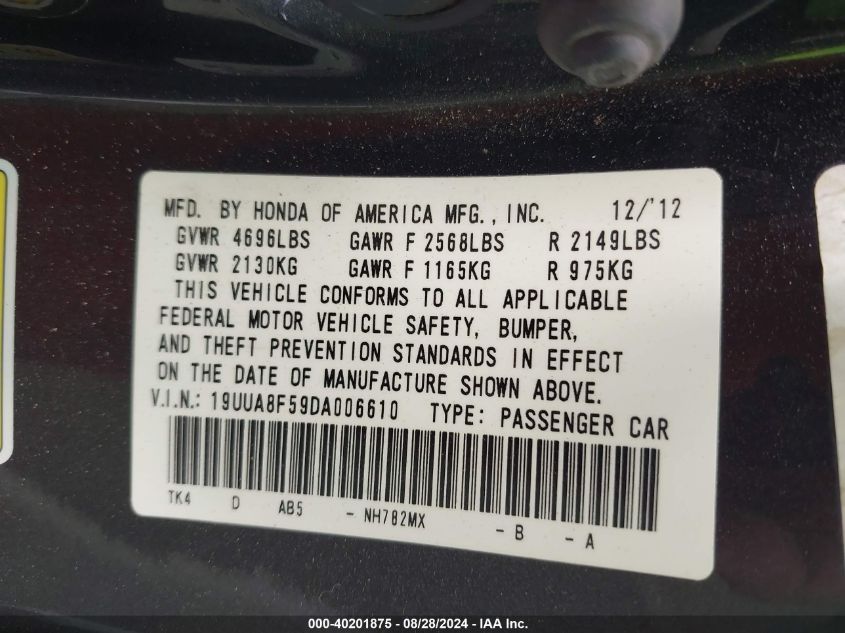 MFD. BY HONDA OF AMERICA MFG., INC. 12/'12
GVWR 4696LBS GAWR F 2568LBS R 2149LBS
GVWR 2130KG GAWR F 1165KG R 975KG
THIS VEHICLE CONFORMS TO ALL APPLICABLE
FEDERAL MOTOR VEHICLE SAFETY, BUMPER,
AND THEFT PREVENTION STANDARDS IN EFFECT
ON THE DATE OF MANUFACTURE SHOWN ABOVE.
V.I.N.: 19UUA8F59DA006610 TYPE: PASSENGER CAR
TK4 D AB5 - NH782MX - B - A
000-40201875 - 08/28/2024 - IAA Inc.